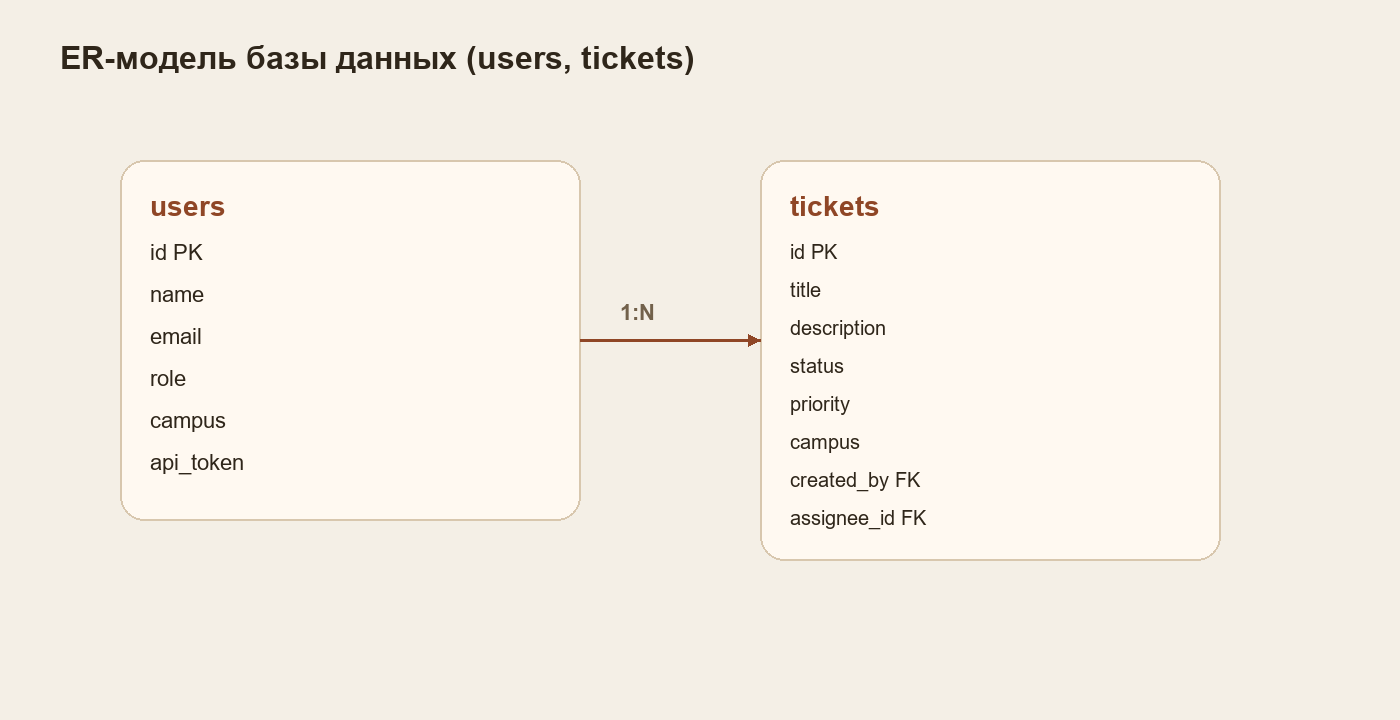 ER-модель базы данных (users, tickets)
users
id PK
name
email
role
campus
api_token
1:N
tickets
id PK
title
description
status
priority
campus
created_by FK
assignee_id FK